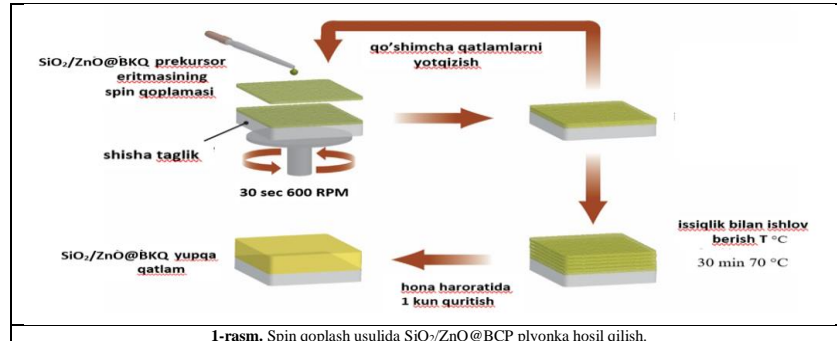 SiO₂/ZnO@BKQ prekursor
eritmasining
spin qoplamasi
qo'shimcha qatlamlarni
yotqizish
shisha taglik
30 sec 600 RPM
issiqlik bilan ishlov
berish T °C
30 min 70 °C
SiO₂/ZnO@BKQ yupqa
qatlam
hona haroratida
1 kun quritish
1-rasm. Spin qoplash usulida SiO₂/ZnO@BCP plyonka hosil qilish.